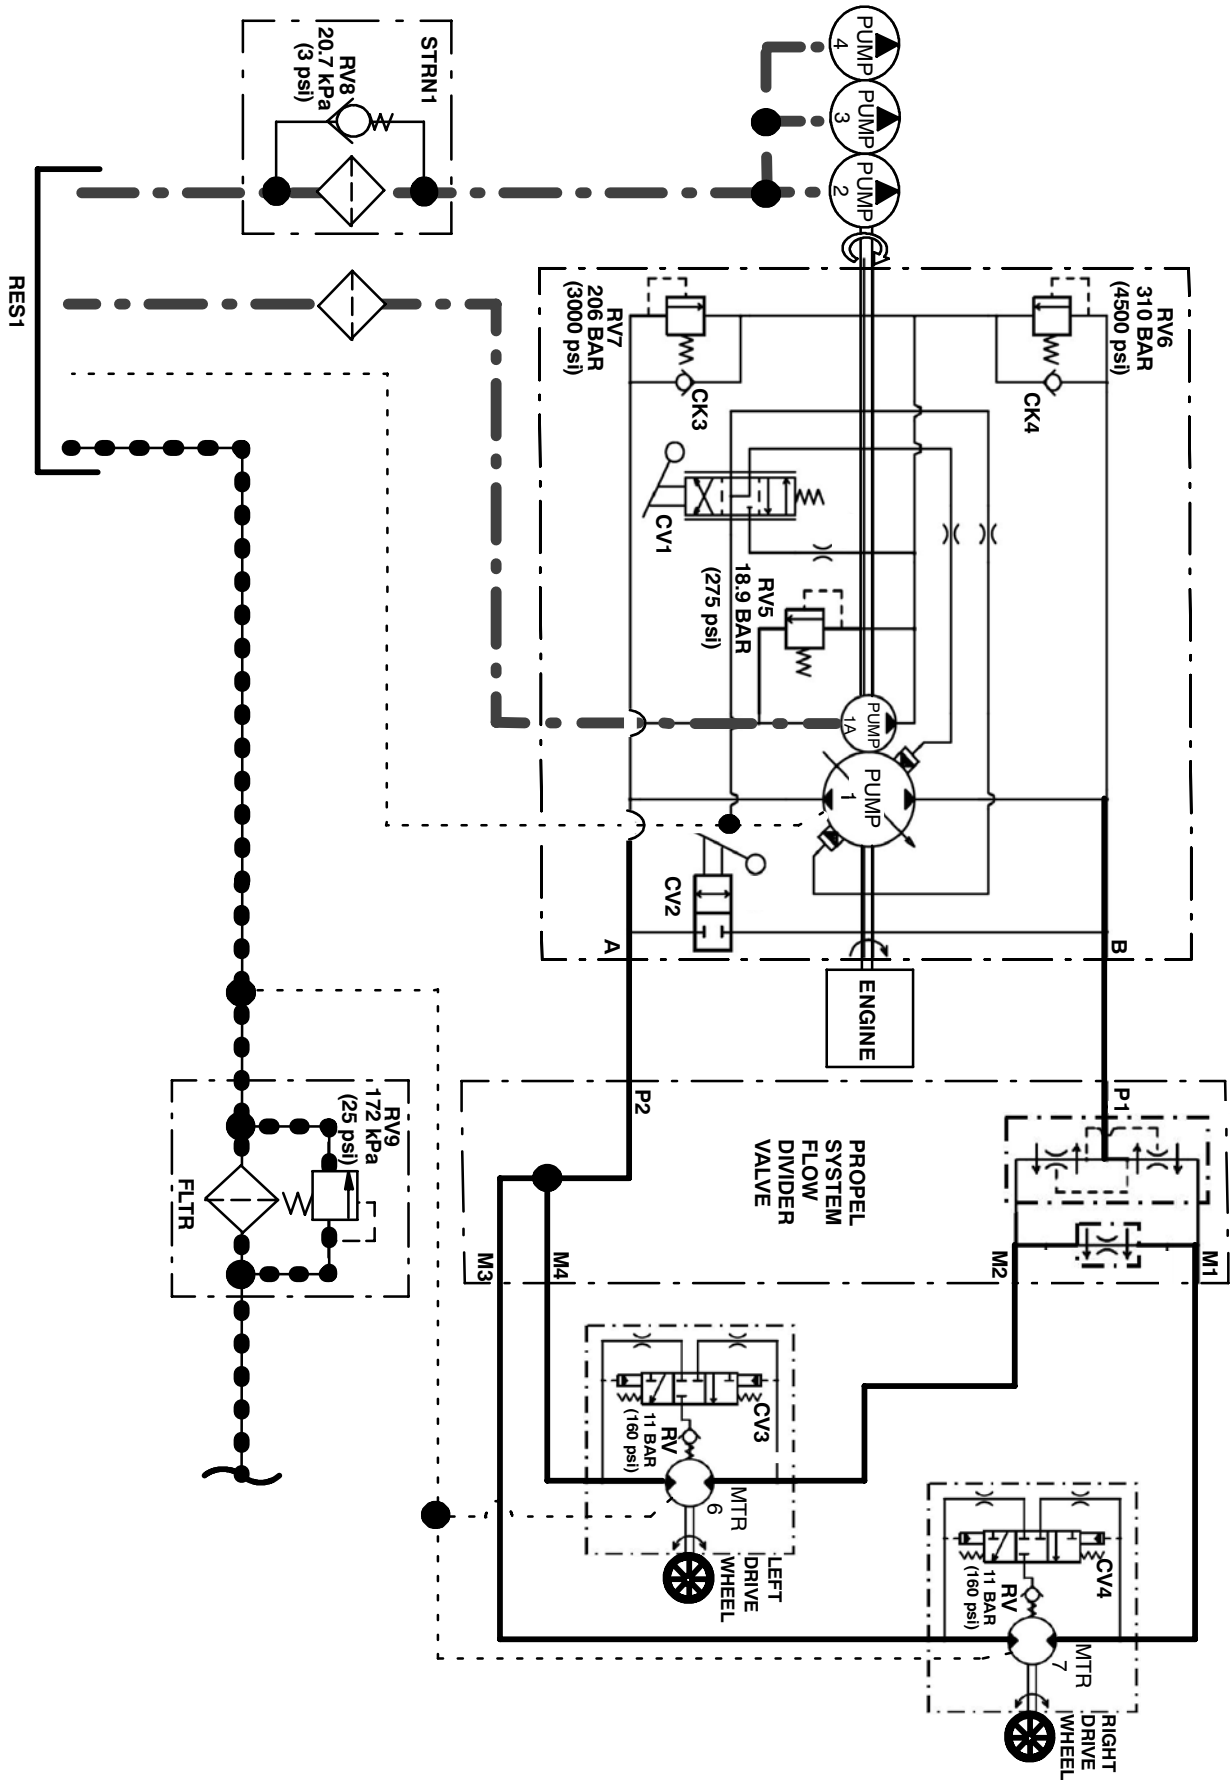 STRN1
RV8
20.7 kPa
(3 psi)
PUMP
4
PUMP
3
PUMP
2
RES1
RV7
206 BAR
(3000 psi)
CK3
RV6
310 BAR
(4500 psi)
CK4
CV1
RV5
18.9 BAR
(275 psi)
PUMP
1A
PUMP
1
CV2
A
B
ENGINE
P2
P1
PROPEL
SYSTEM
FLOW
DIVIDER
VALVE
M3
M4
M2
M1
RV9
172 kPa
(25 psi)
FLTR
CV3
RV
11 BAR
(160 psi)
MTR
6
LEFT
DRIVE
WHEEL
CV4
RV
11 BAR
(160 psi)
MTR
7
RIGHT
DRIVE
WHEEL